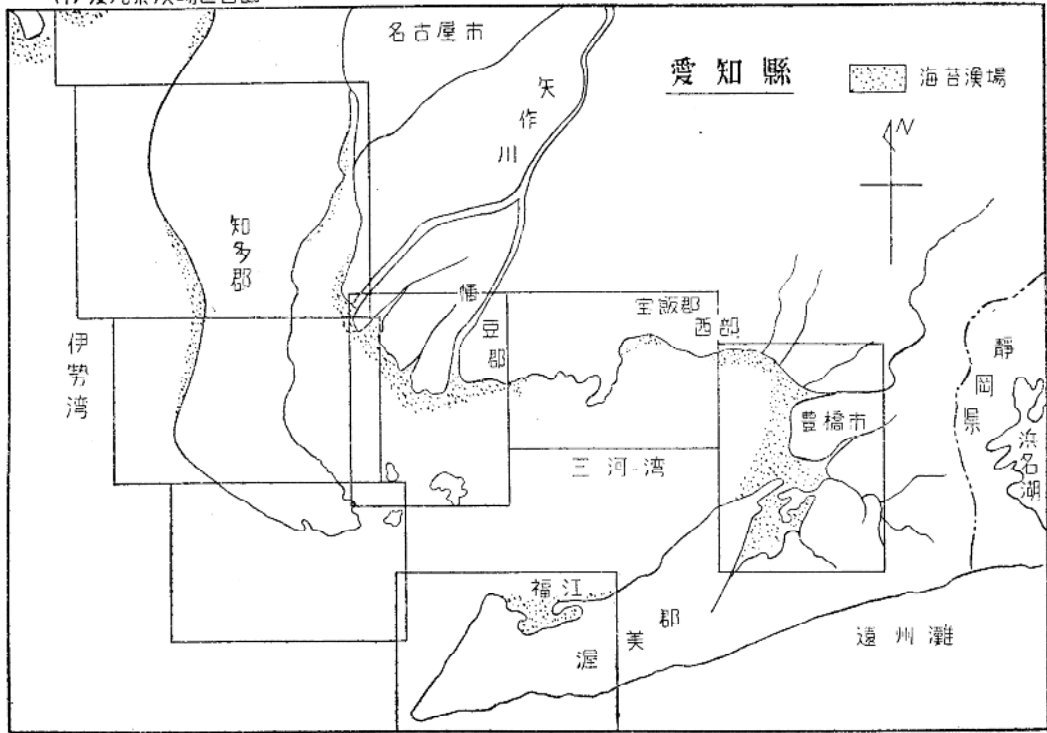 名古屋市
愛知縣
海苔漁場
矢作川
N
知多郡
幡豆郡
宝飯郡
西部
伊勢湾
静岡県
豊橋市
浜名湖
三河湾
福江
渥美郡
遠州灘